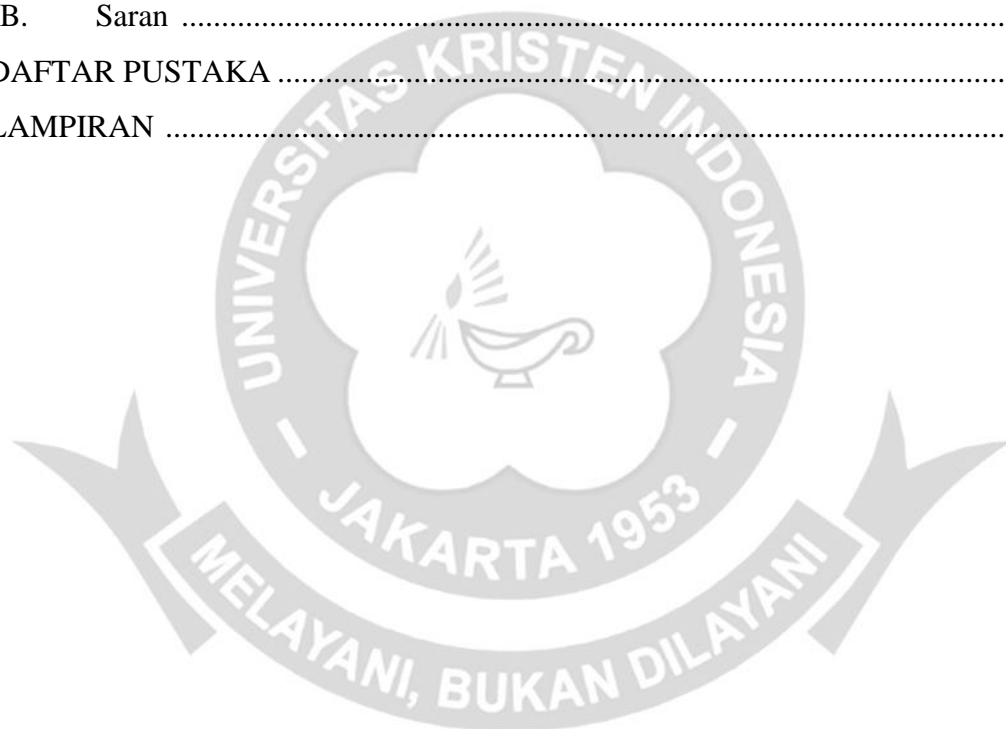 B. Saran ..........................................................................................................
DAFTAR PUSTAKA ...........................................................................................
LAMPIRAN .........................................................................................................
UNIVERSITAS KRISTEN INDONESIA
– JAKARTA 1953 –
MELAYANI, BUKAN DILAYANI